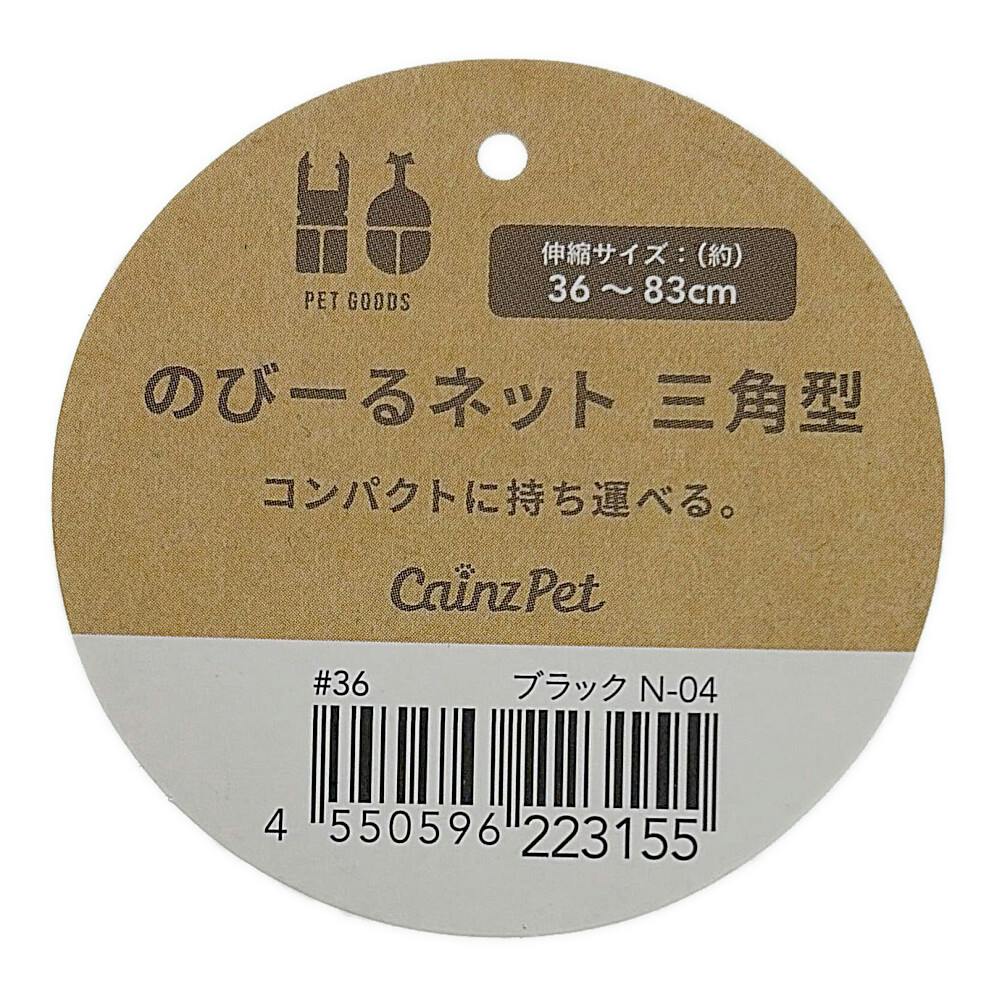 PET GOODS
伸縮サイズ：（約）
36 ～ 83cm
のびーるネット 三角型
コンパクトに持ち運べる。
CainzPet
#36 ブラック N-04
4 550596 223155